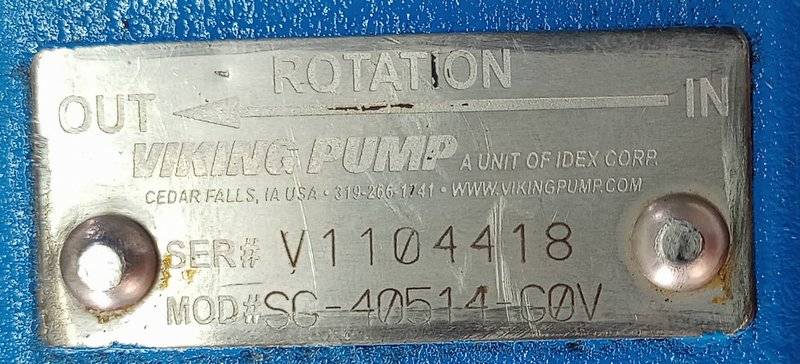 ROTATION
OUT IN
VIKING PUMP A UNIT OF IDEX CORP.
CEDAR FALLS, IA USA • 319-266-1741 • WWW.VIKINGPUMP.COM
SER# V1104418
MOD# SG-40514-G0V